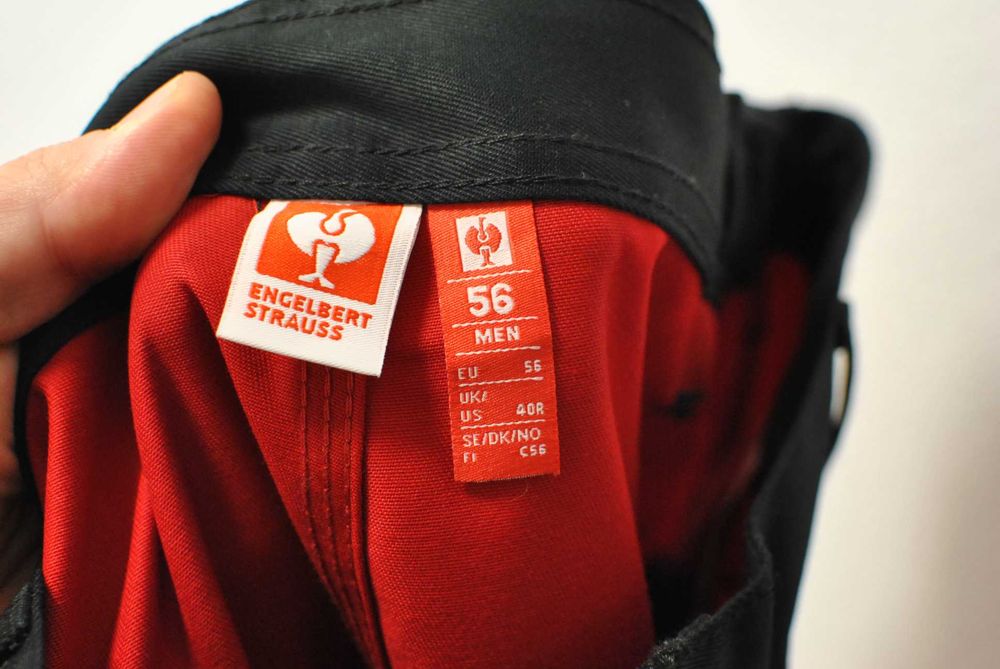 ENGELBERT
STRAUSS
56
MEN
EU 56
UK/
US 40R
SE/DK/NO
FI C56